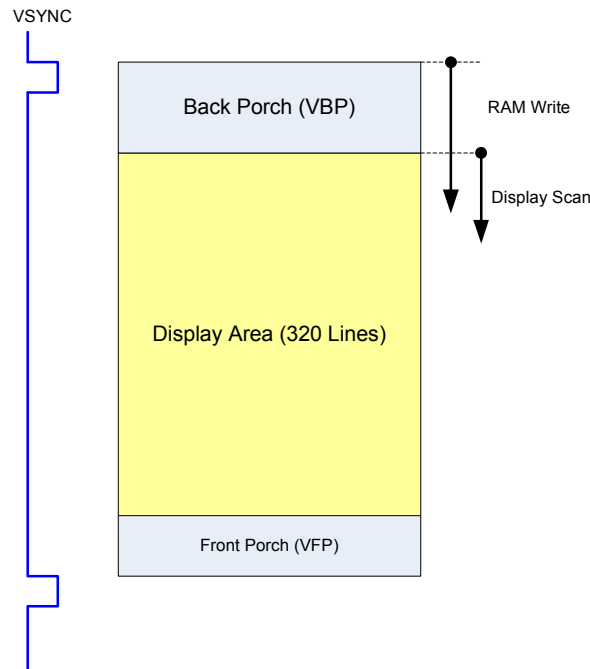 VSYNC
Back Porch (VBP)
RAM Write
Display Scan
Display Area (320 Lines)
Front Porch (VFP)